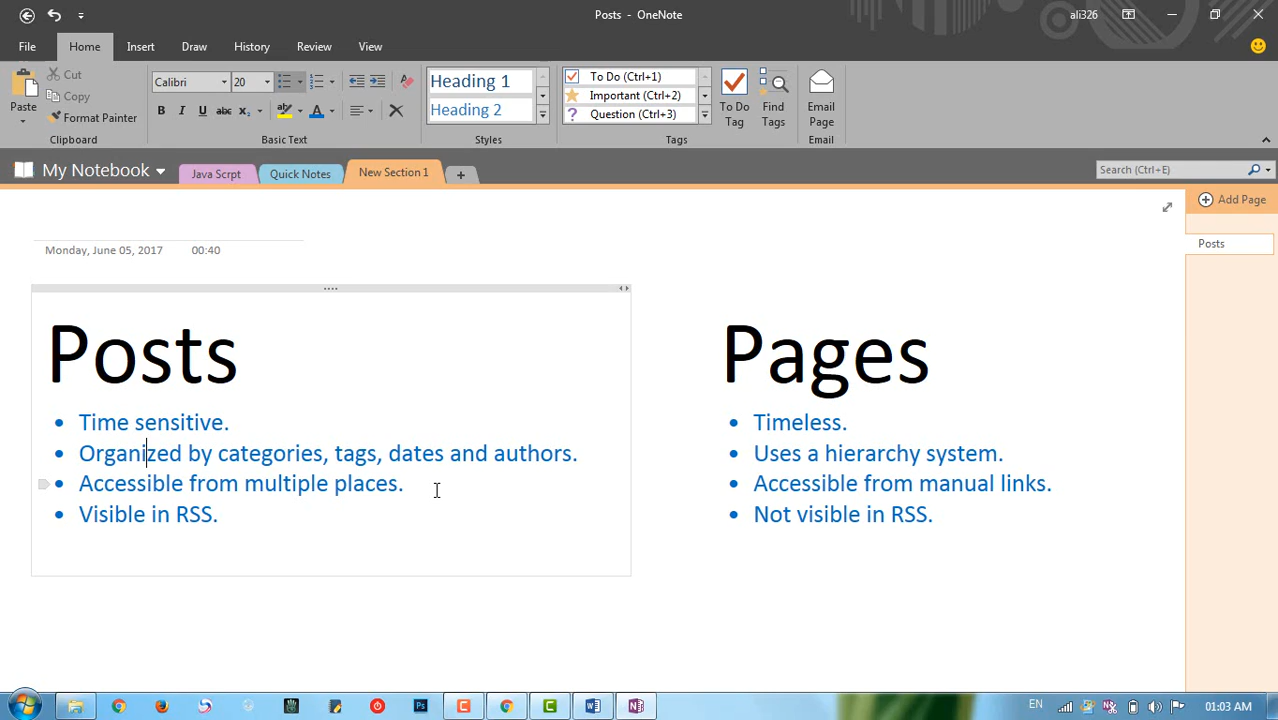 Posts - OneNote
ali326
File Home Insert Draw History Review View
Paste
Cut
Copy
Format Painter
Clipboard
Calibri 20
B I U abc X₂ A
Basic Text
Heading 1
Heading 2
Styles
To Do (Ctrl+1)
Important (Ctrl+2)
Question (Ctrl+3)
To Do Tag
Find Tags
Tags
Email Page
Email
My Notebook
Java Scrpt
Quick Notes
New Section 1
Search (Ctrl+E)
Add Page
Posts
Monday, June 05, 2017 00:40
Posts
• Time sensitive.
• Organized by categories, tags, dates and authors.
• Accessible from multiple places.
• Visible in RSS.
Pages
• Timeless.
• Uses a hierarchy system.
• Accessible from manual links.
• Not visible in RSS.
EN
01:03 AM